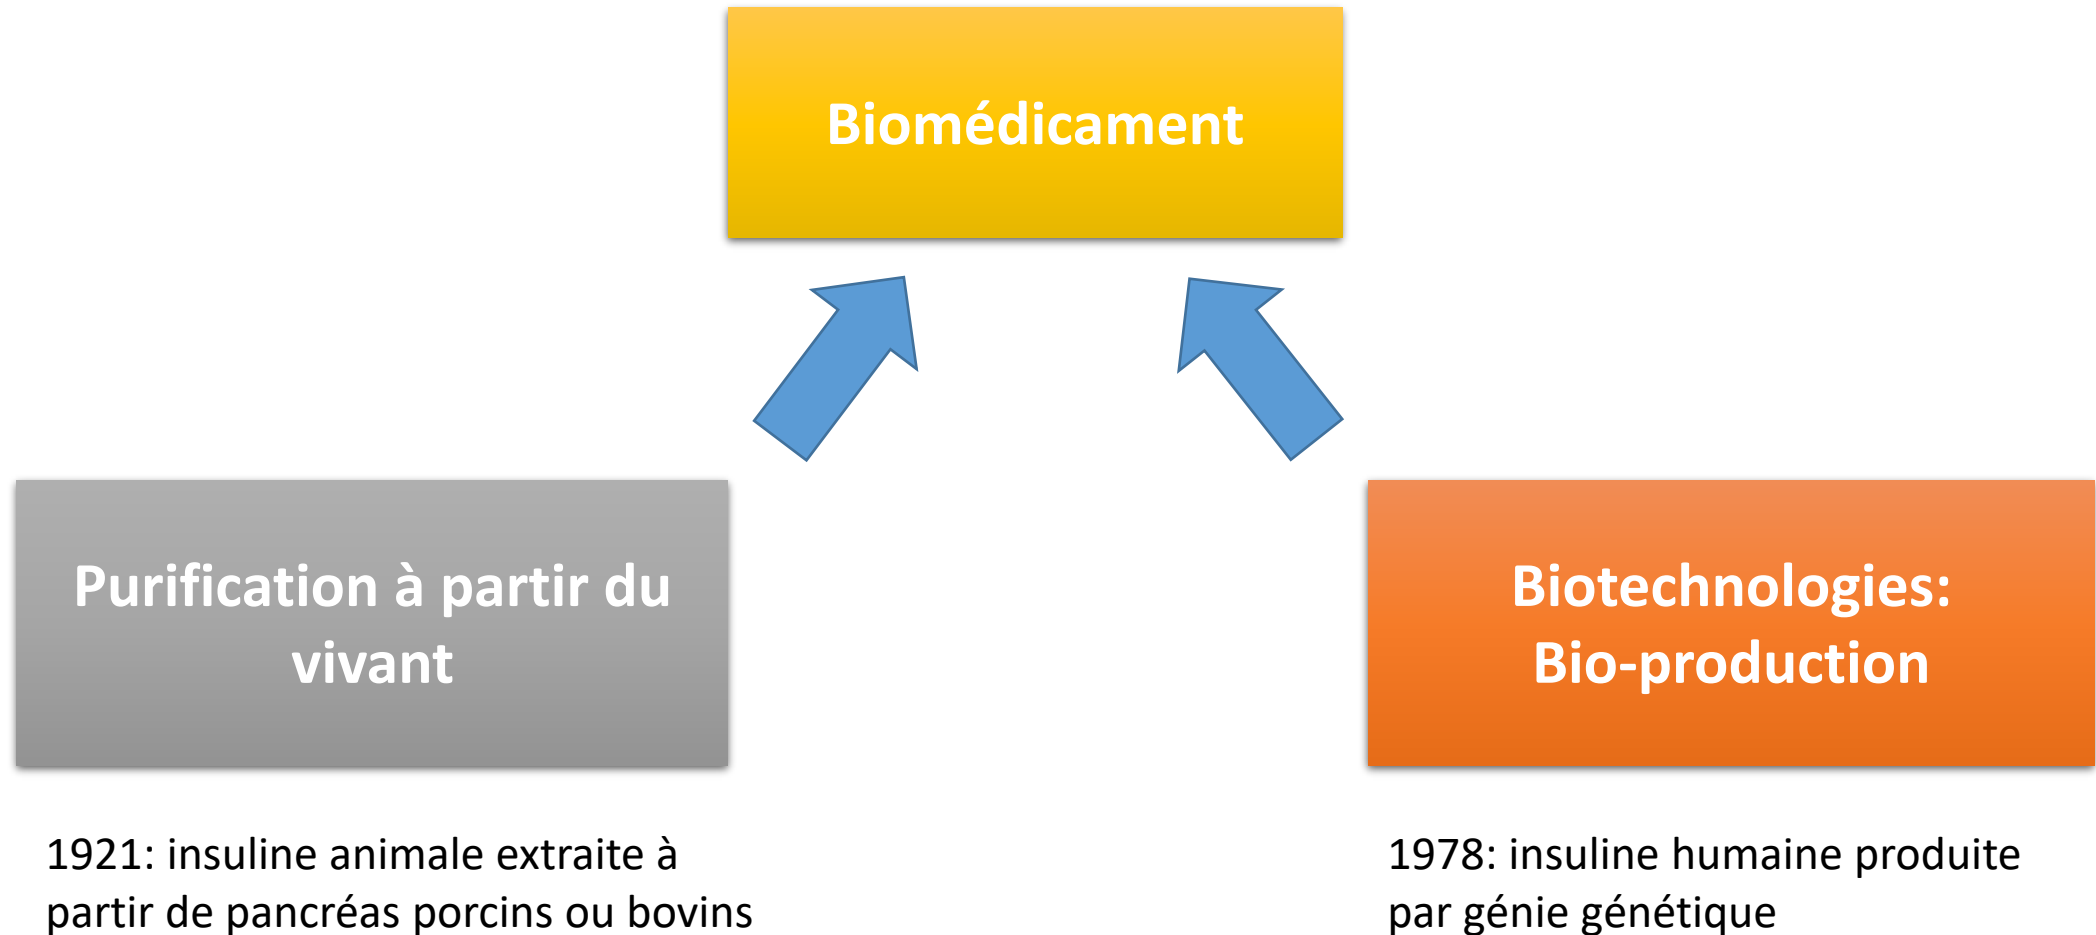 Biomédicament
Purification à partir du
vivant
Biotechnologies:
Bio-production
1921: insuline animale extraite à
partir de pancréas porcins ou bovins
1978: insuline humaine produite
par génie génétique